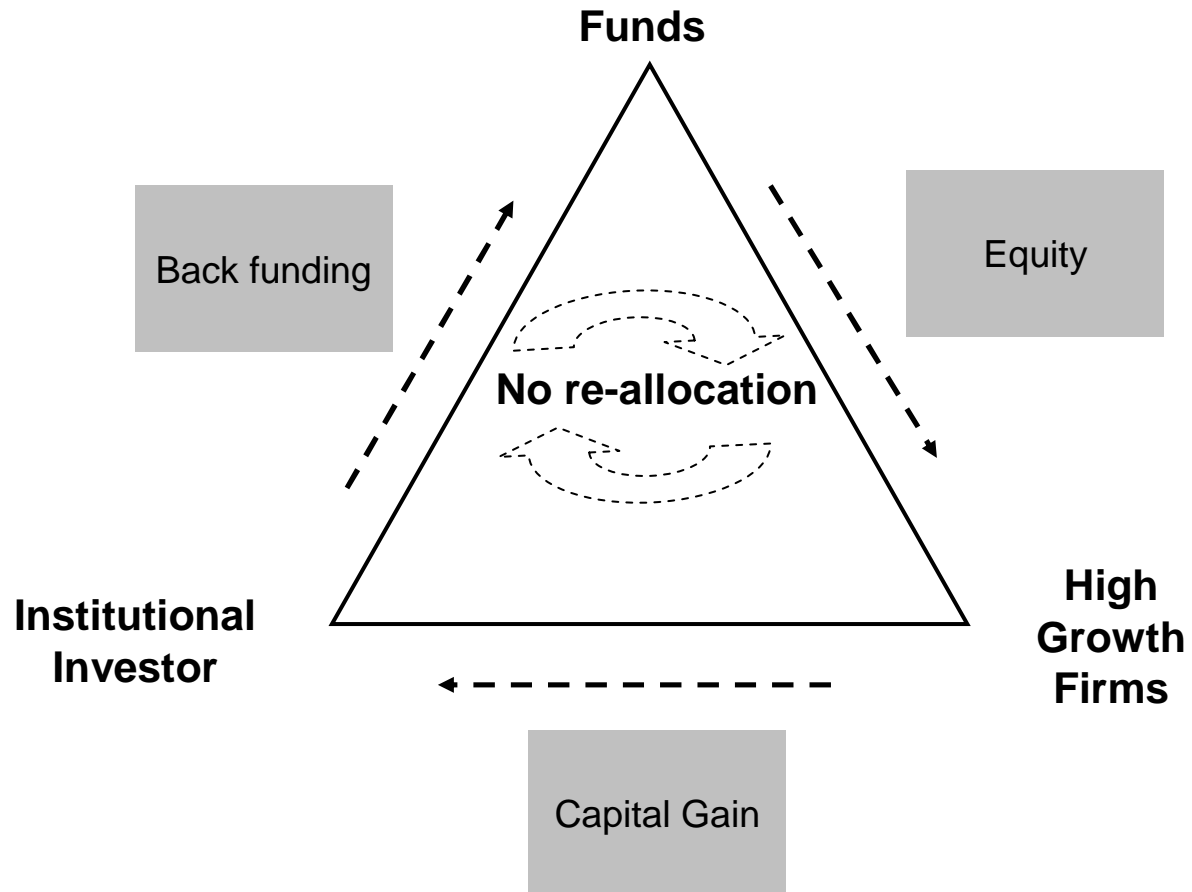 Funds
Back funding
Equity
No re-allocation
Institutional
Investor
High
Growth
Firms
Capital Gain